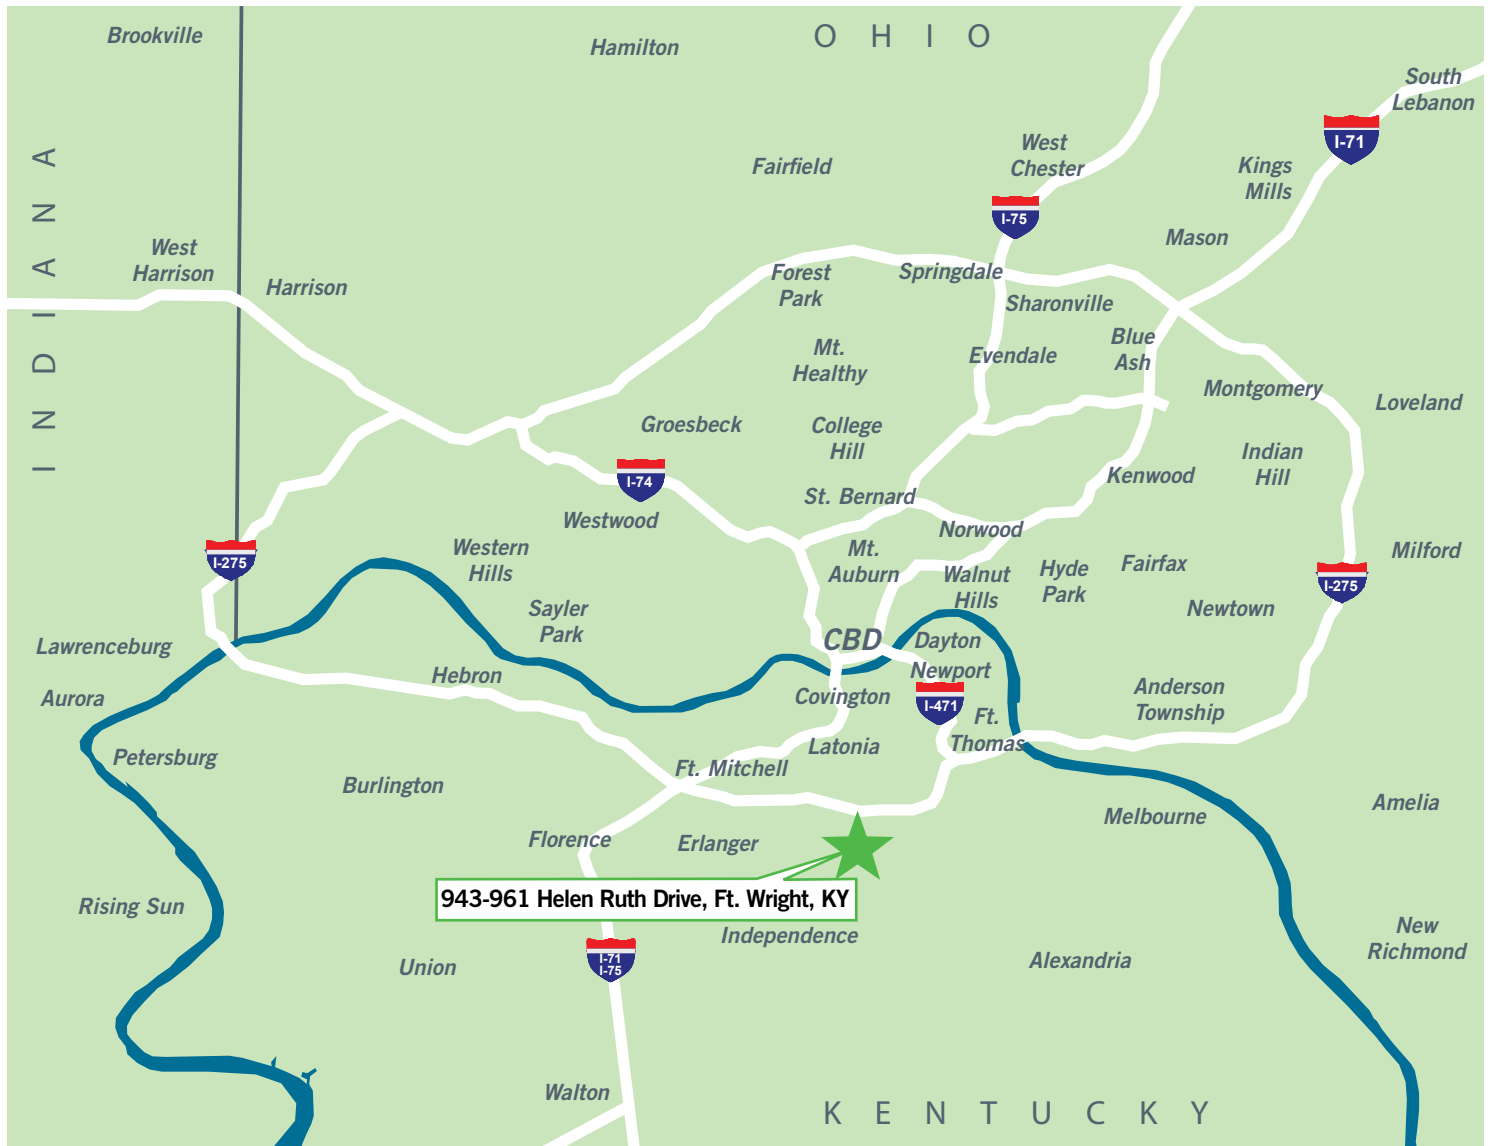 Brookville
Hamilton
OHIO
South
Lebanon
I-71
West
Chester
Fairfield
Kings
Mills
INDIANA
I-75
Mason
West
Harrison
Harrison
Forest
Park
Springdale
Sharonville
Blue
Ash
Mt.
Healthy
Evendale
Montgomery
Loveland
Groesbeck
College
Hill
Indian
Hill
Kenwood
I-74
St. Bernard
Westwood
Norwood
Western
Hills
Mt.
Auburn
I-275
Walnut
Hills
Hyde
Park
Fairfax
Milford
I-275
Sayler
Park
Newtown
Lawrenceburg
CBD
Dayton
Hebron
Newport
Aurora
Covington
I-471
Anderson
Township
Ft.
Thomas
Latonia
Petersburg
Ft. Mitchell
Burlington
Amelia
Melbourne
Florence
Erlanger
943-961 Helen Ruth Drive, Ft. Wright, KY
Rising Sun
Independence
New
Richmond
I-71
I-75
Union
Alexandria
Walton
KENTUCKY